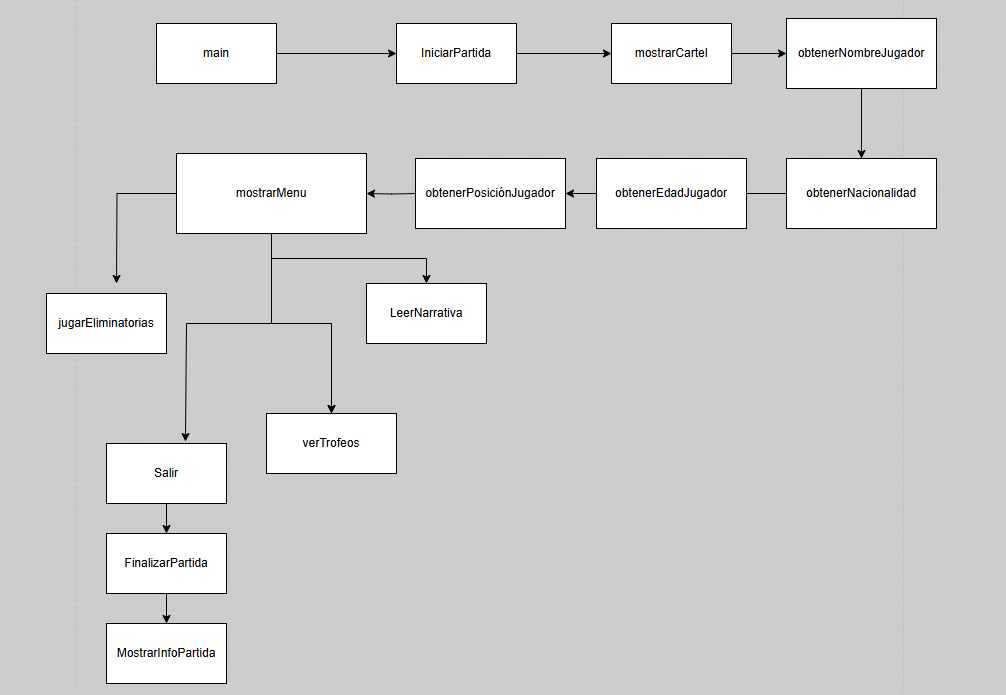 main
IniciarPartida
mostrarCartel
obtenerNombreJugador
mostrarMenu
obtenerPosiciónJugador
obtenerEdadJugador
obtenerNacionalidad
jugarEliminatorias
LeerNarrativa
verTrofeos
Salir
FinalizarPartida
MostrarInfoPartida